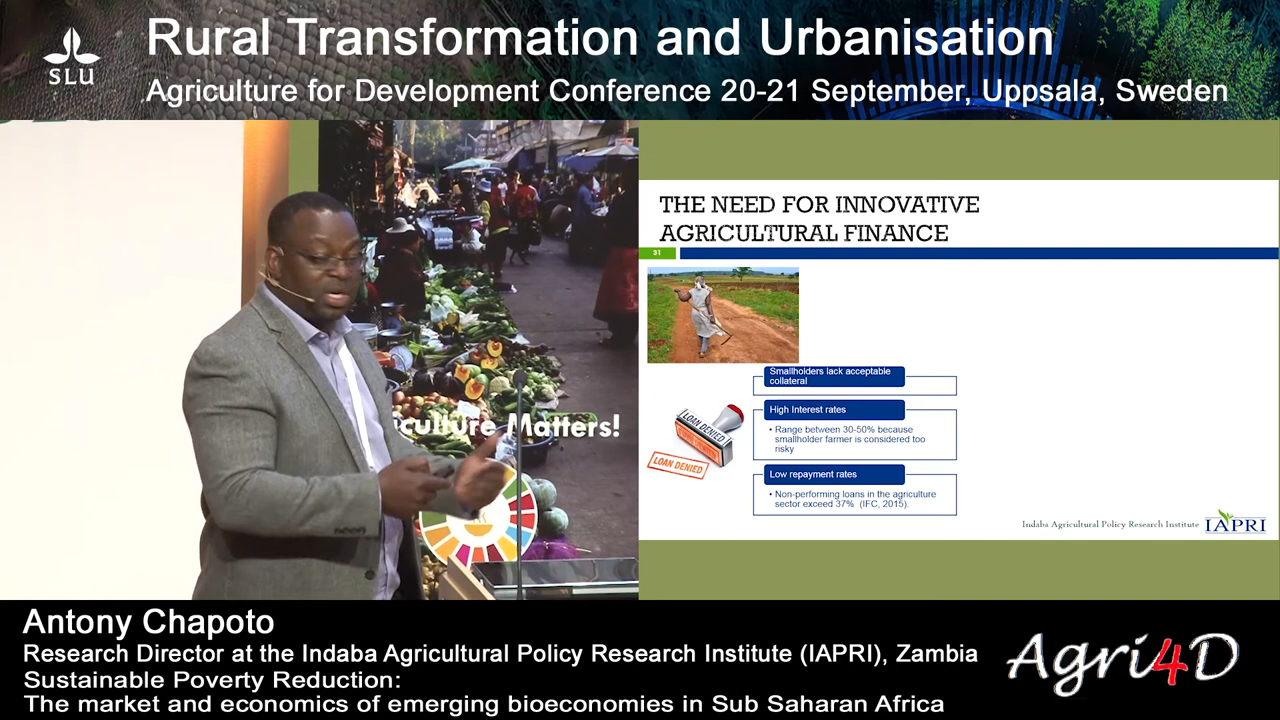 Rural Transformation and Urbanisation
SLU
Agriculture for Development Conference 20-21 September, Uppsala, Sweden
iculture Matters!
THE NEED FOR INNOVATIVE
AGRICULTURAL FINANCE
31
Smallholders lack acceptable
collateral
High Interest rates
• Range between 30-50% because
smallholder farmer is considered too
risky
LOAN DENIED
LOAN DENIED
Low repayment rates
• Non-performing loans in the agriculture
sector exceed 37% (IFC, 2015).
Indaba Agricultural Policy Research Institute IAPRI
Antony Chapoto
Research Director at the Indaba Agricultural Policy Research Institute (IAPRI), Zambia
Sustainable Poverty Reduction:
The market and economics of emerging bioeconomies in Sub Saharan Africa
Agri4D